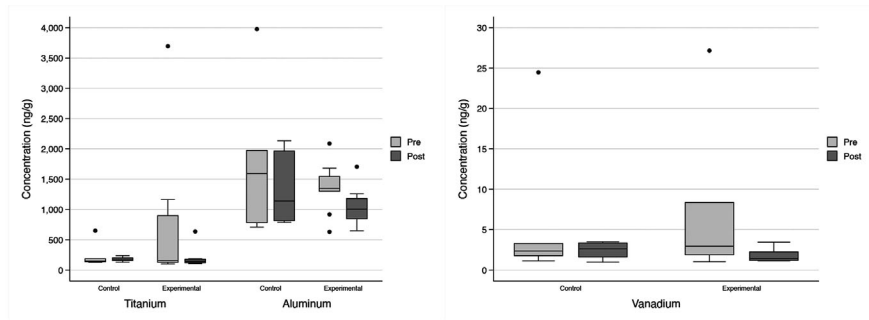 4,000
3,500
3,000
2,500
2,000
1,500
1,000
500
0
Concentration (ng/g)
Control
Experimental
Control
Experimental
Titanium
Aluminum
Pre
Post
30
25
20
15
10
5
0
Concentration (ng/g)
Control
Experimental
Vanadium
Pre
Post